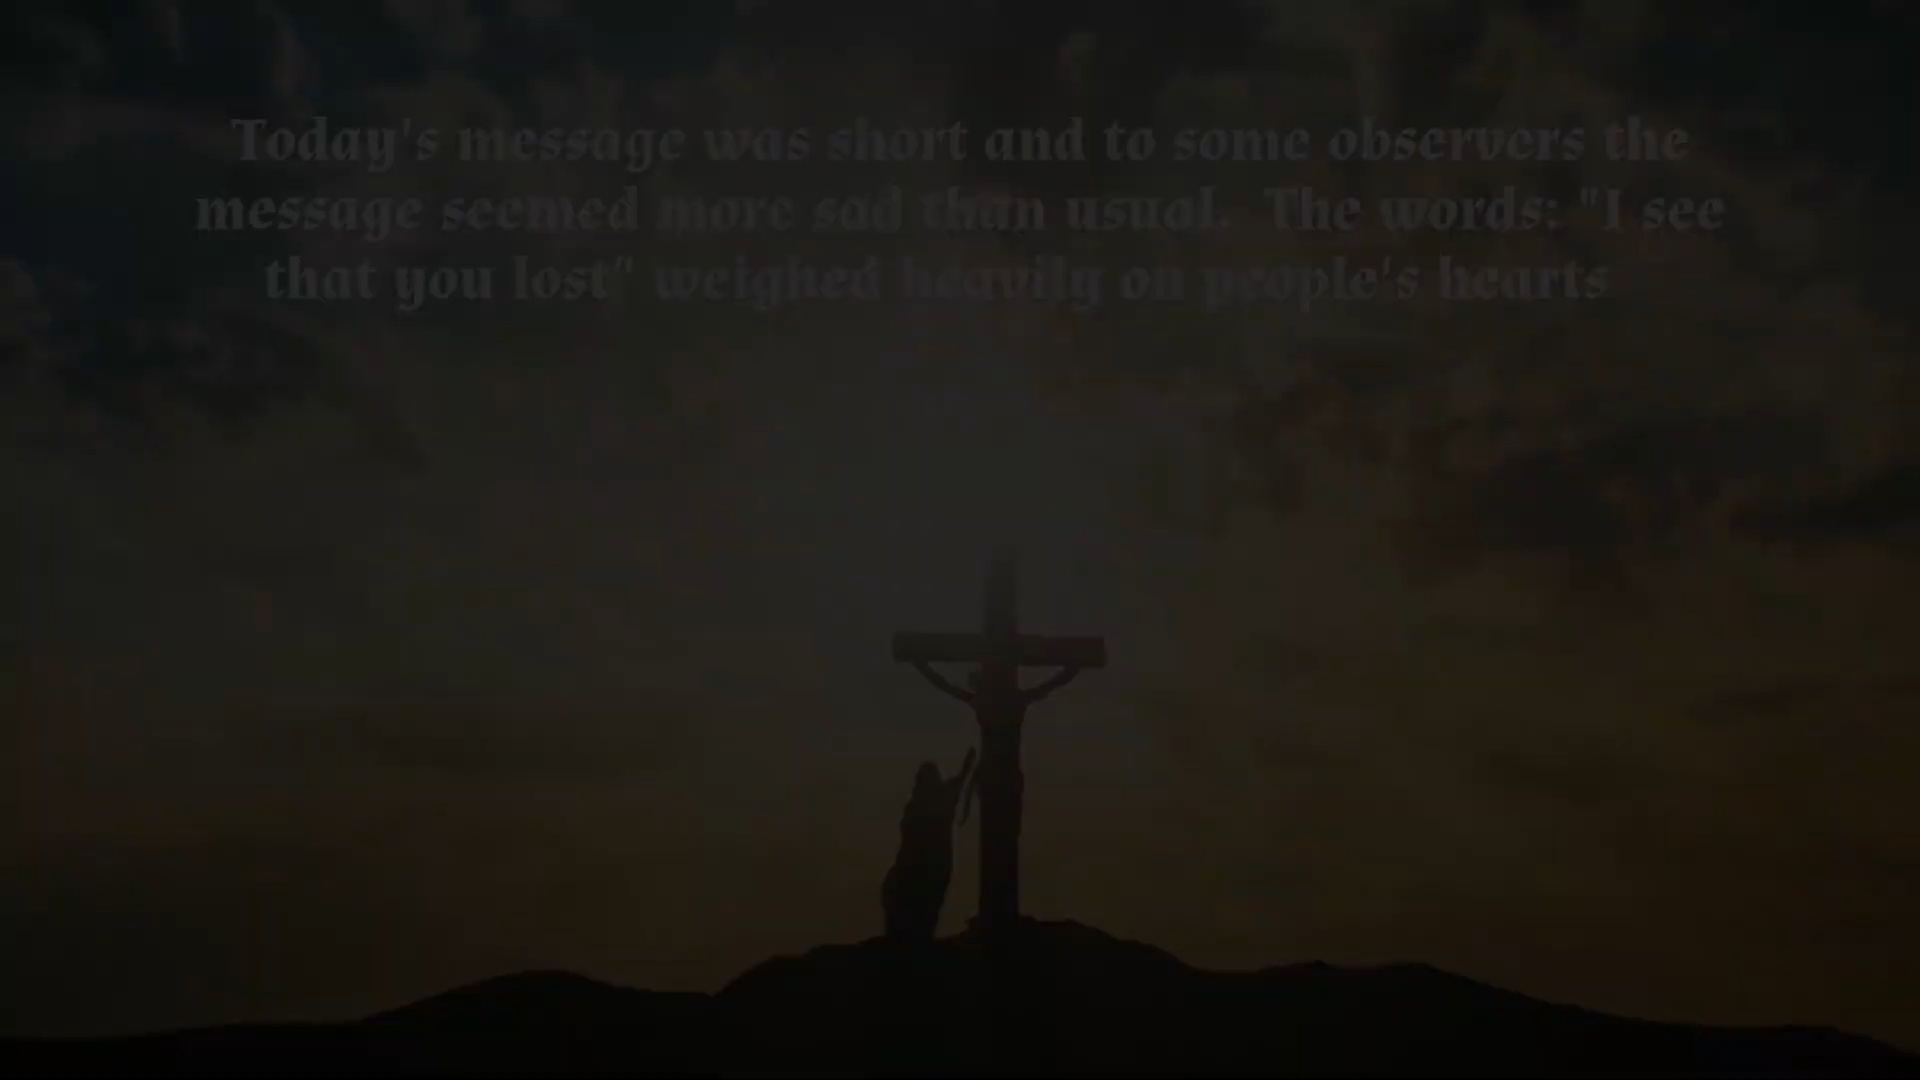 Today's message was short and to some observers the
message seemed more sad than usual. The words: "I see
that you lost" weighed heavily on people's hearts